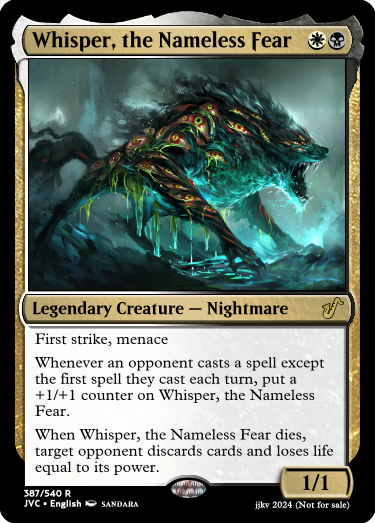 Whisper, the Nameless Fear
Legendary Creature — Nightmare
First strike, menace
Whenever an opponent casts a spell except
the first spell they cast each turn, put a
+1/+1 counter on Whisper, the Nameless
Fear.
When Whisper, the Nameless Fear dies,
target opponent discards cards and loses life
equal to its power.
1/1
387/540 R
JVC • English SANDARA
jjkv 2024 (Not for sale)